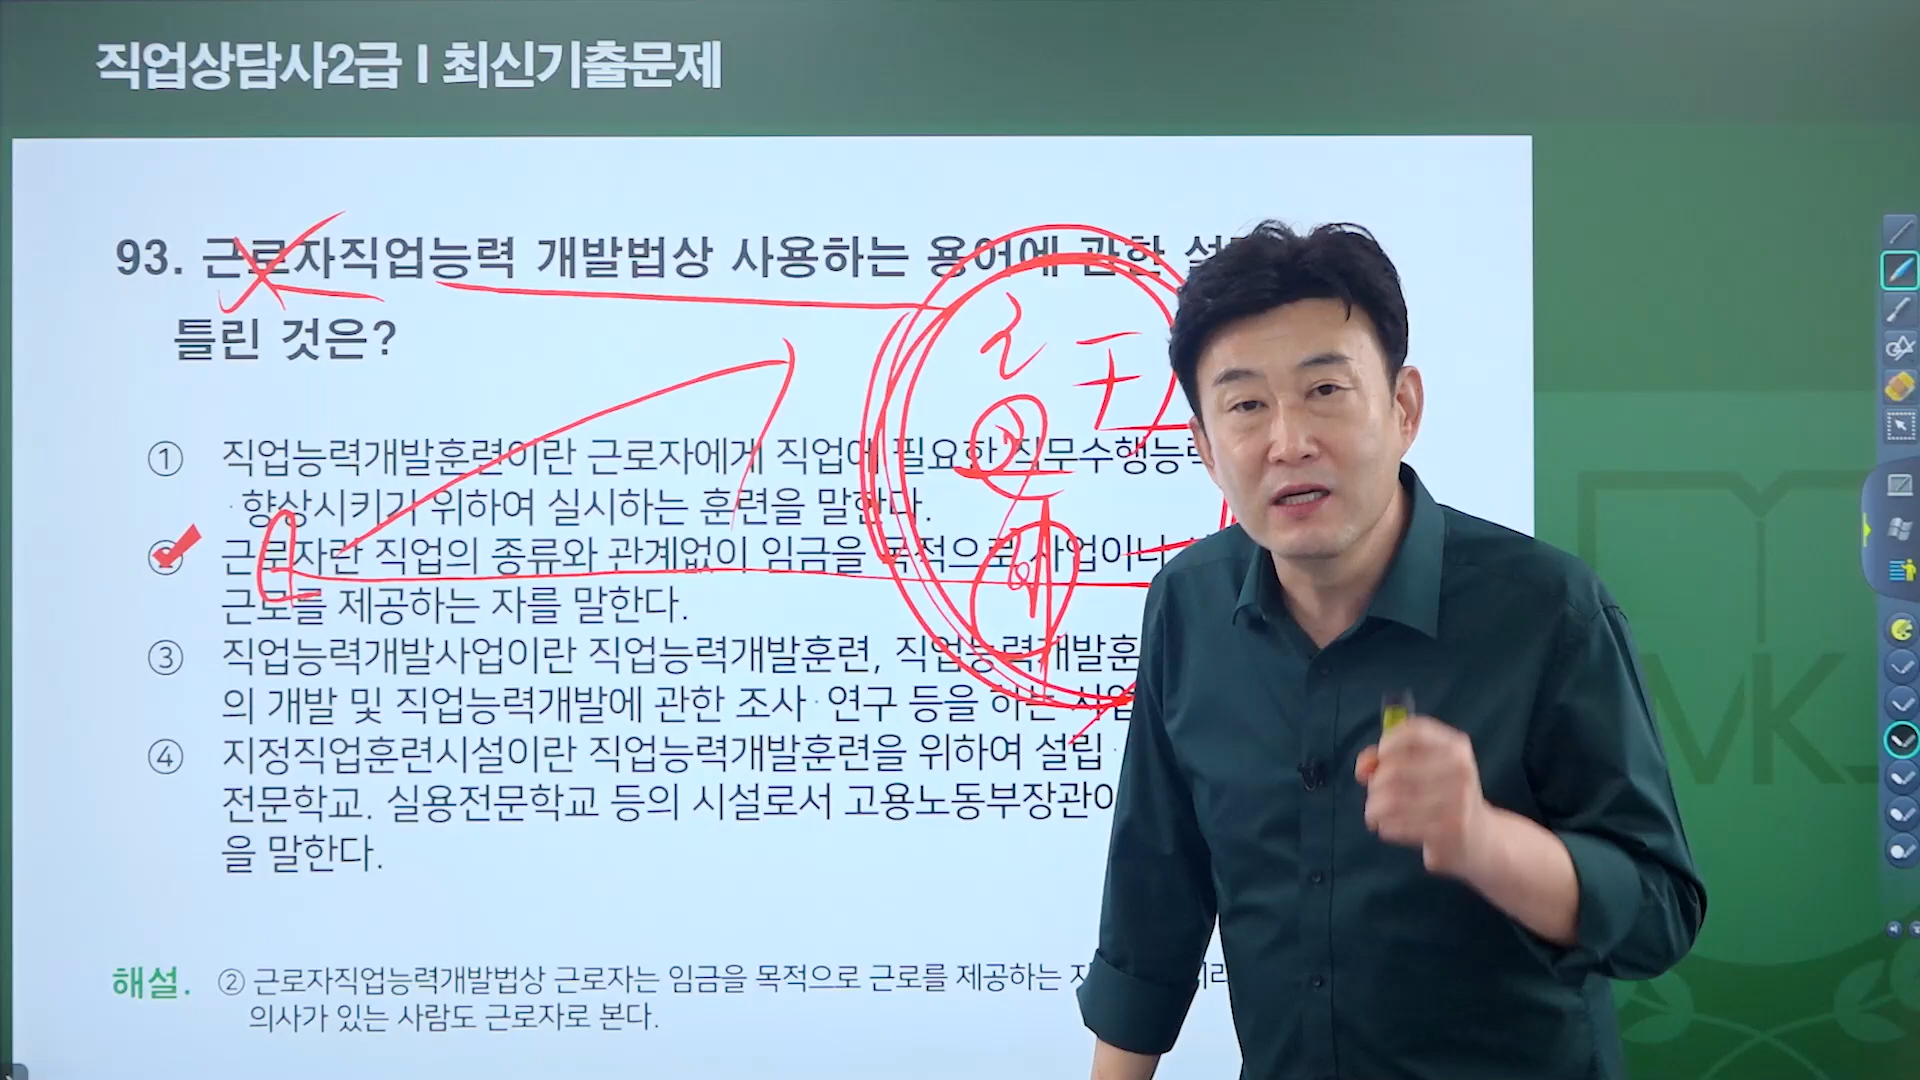 직업상담사2급 I 최신기출문제
93. 근로자직업능력 개발법상 사용하는 용어에 관한
틀린 것은?
① 직업능력개발훈련이란 근로자에게 직업에 필요한 직무수행능력
· 향상시키기 위하여 실시하는 훈련을 말한다.
② 근로자란 직업의 종류와 관계없이 임금을 목적으로 사업이나
근로를 제공하는 자를 말한다.
③ 직업능력개발사업이란 직업능력개발훈련, 직업능력개발훈
의 개발 및 직업능력개발에 관한 조사 · 연구 등을 하는 사업
④ 지정직업훈련시설이란 직업능력개발훈련을 위하여 설립 ·
전문학교. 실용전문학교 등의 시설로서 고용노동부장관이
을 말한다.
해설. ② 근로자직업능력개발법상 근로자는 임금을 목적으로 근로를 제공하는
의사가 있는 사람도 근로자로 본다.
MK